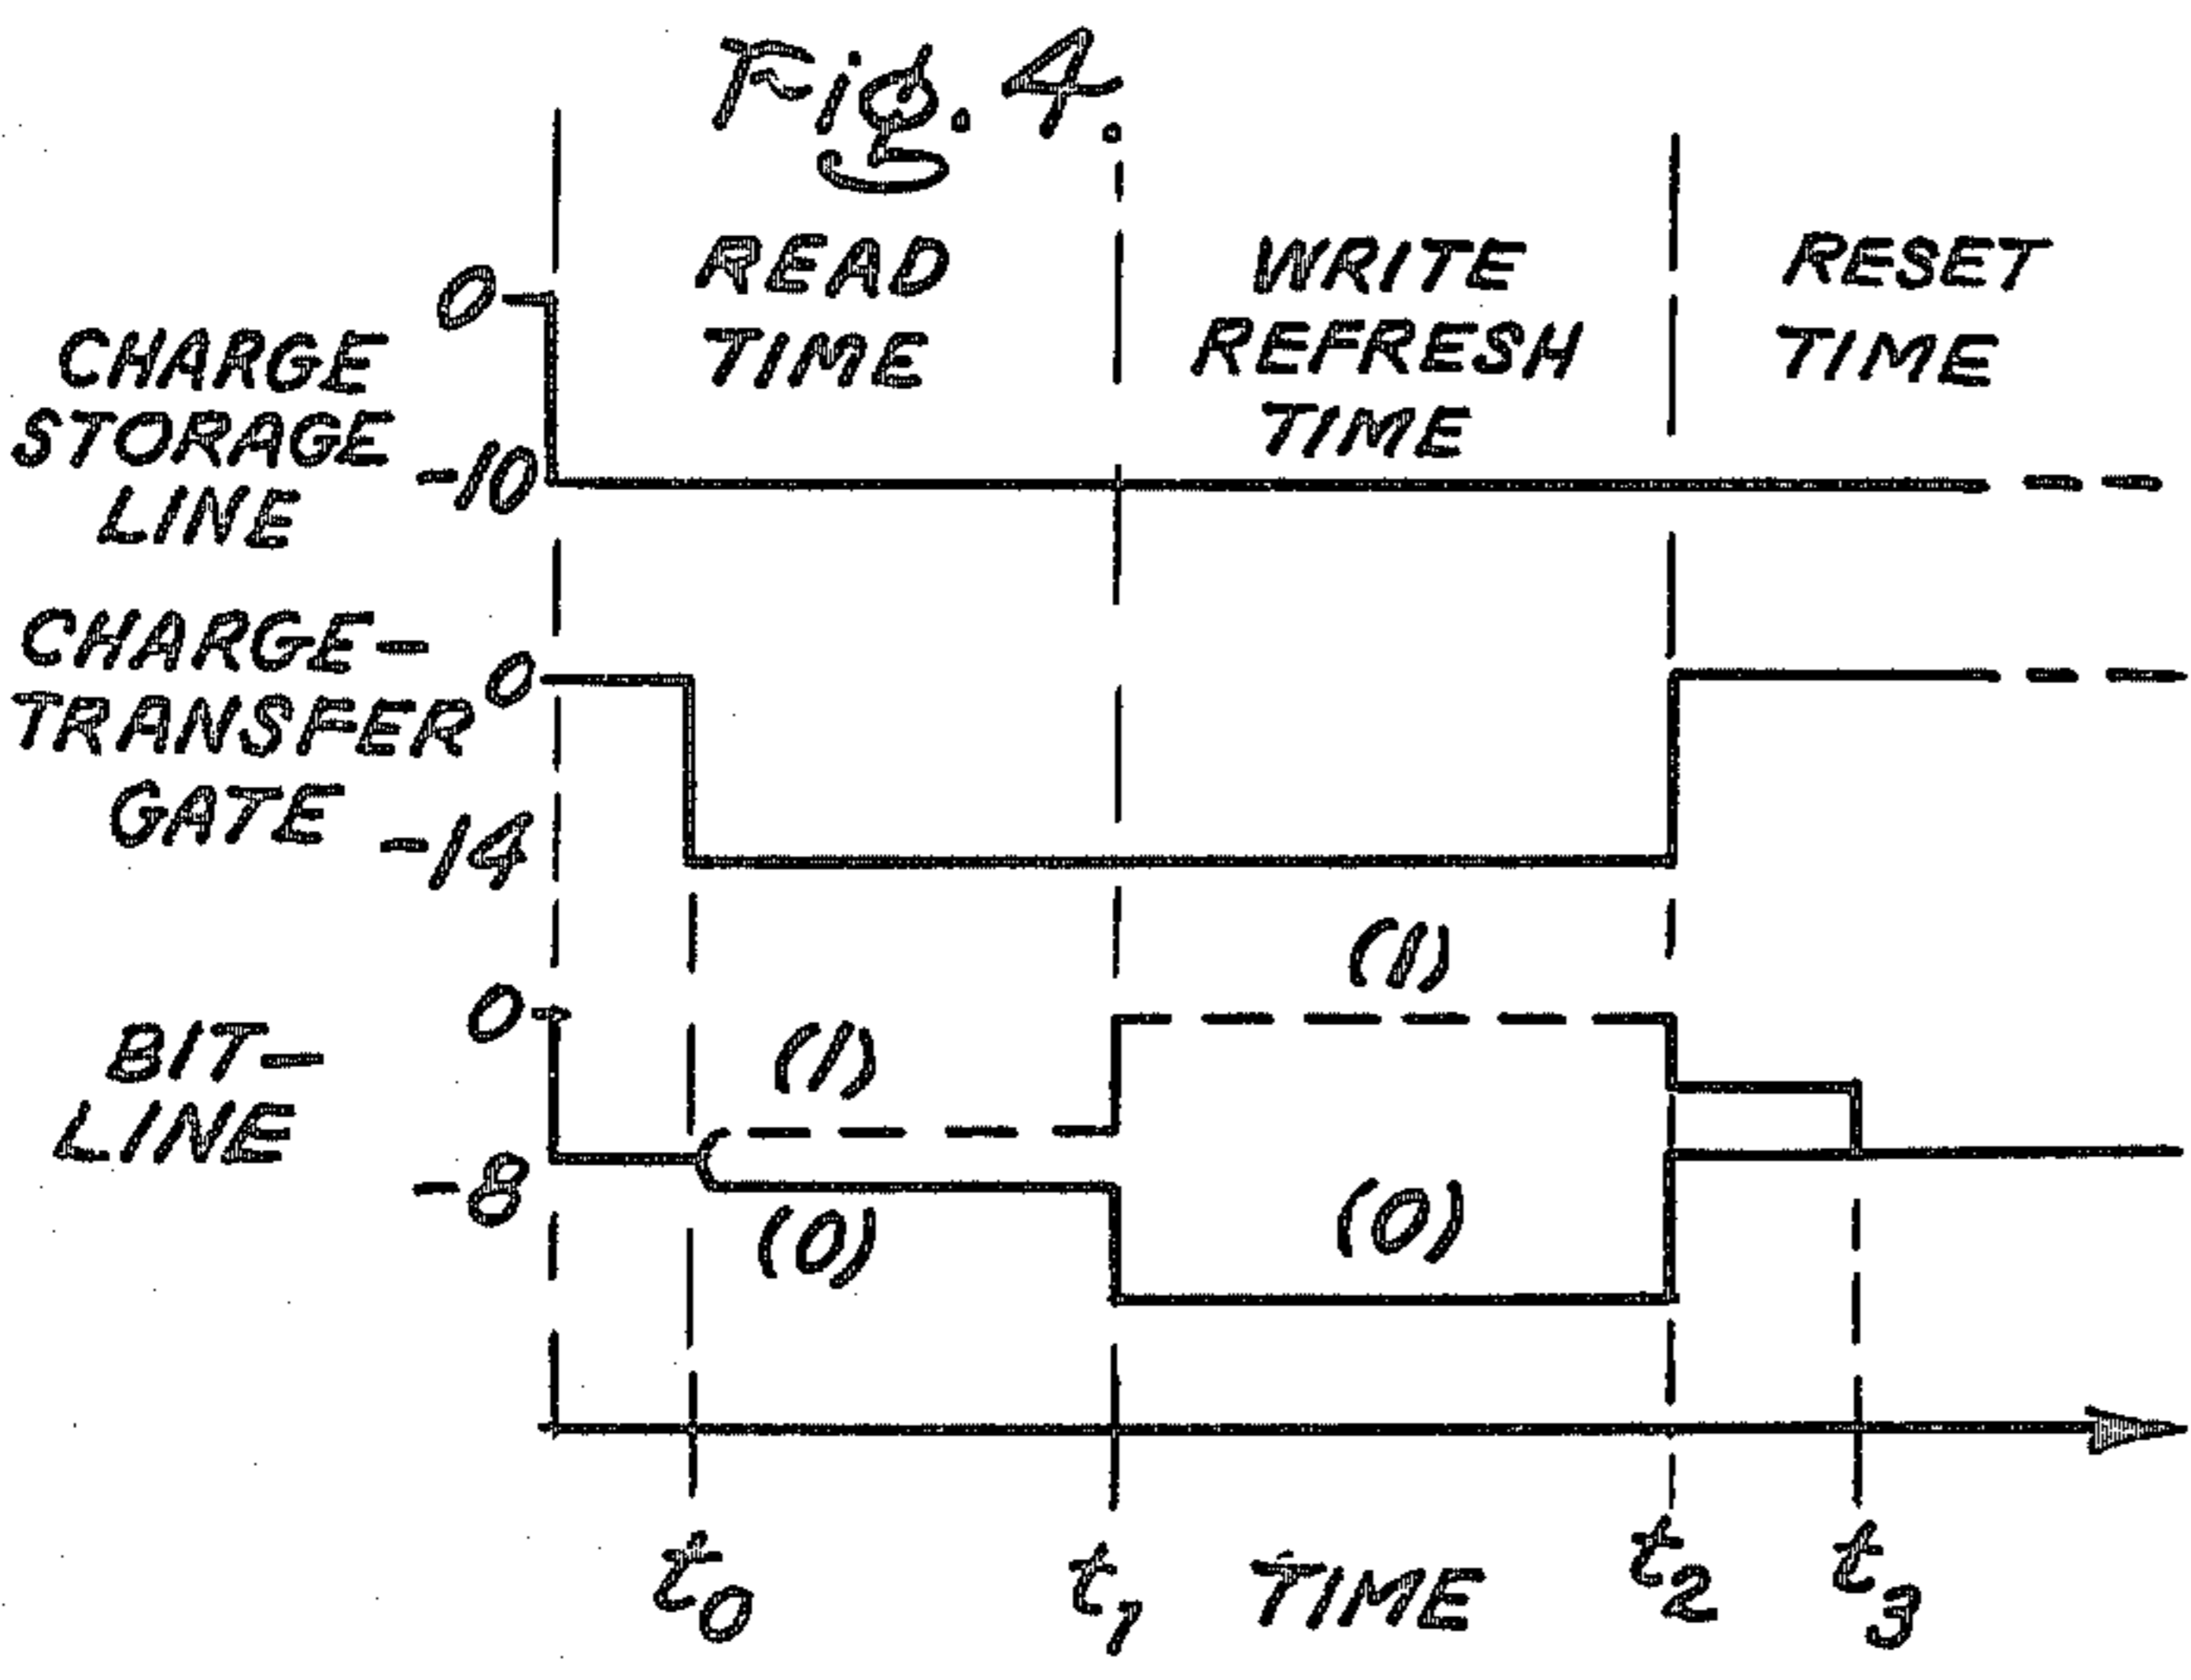 Fig. 4.
READ
TIME
WRITE
REFRESH
TIME
RESET
TIME
CHARGE
STORAGE
LINE
0
-10
CHARGE-
TRANSFER
GATE
0
-14
BIT-
LINE
0
-8
(1)
(0)
(1)
(0)
t0
t1
TIME
t2
t3